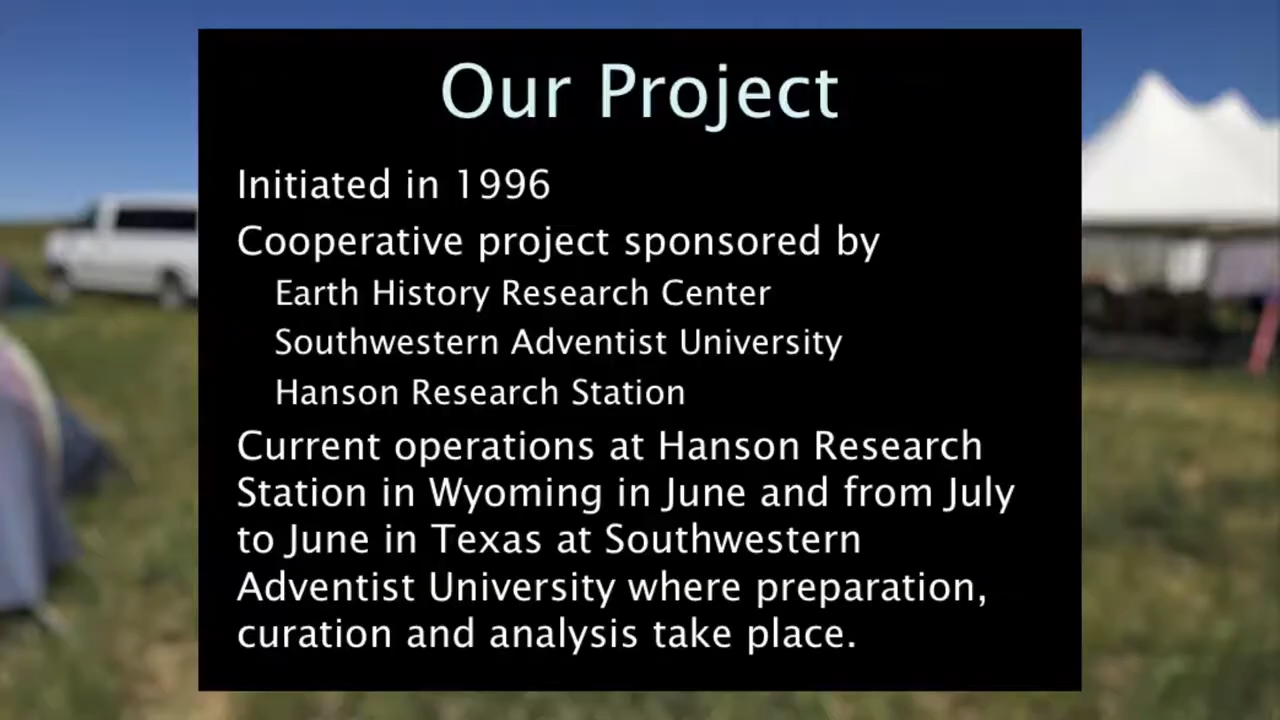 Our Project
Initiated in 1996
Cooperative project sponsored by
Earth History Research Center
Southwestern Adventist University
Hanson Research Station
Current operations at Hanson Research
Station in Wyoming in June and from July
to June in Texas at Southwestern
Adventist University where preparation,
curation and analysis take place.